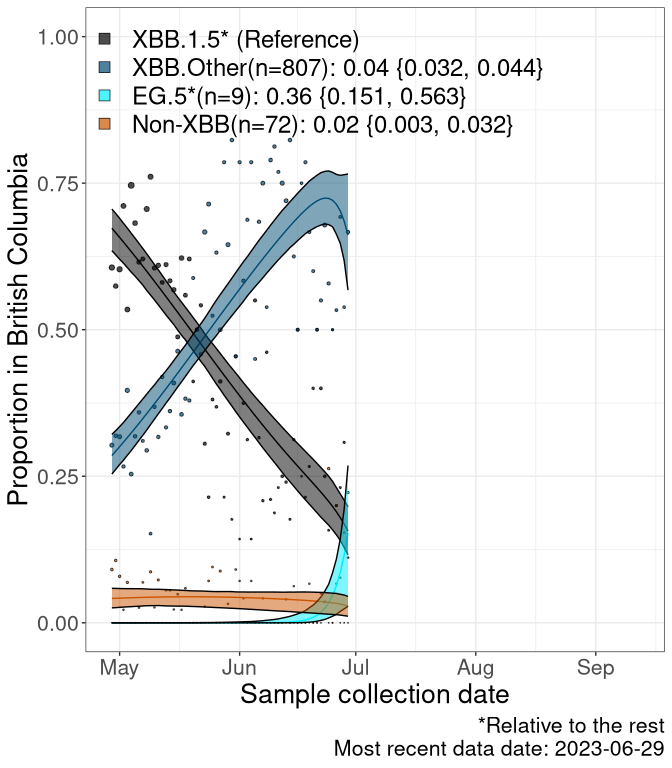 1.00
0.75
0.50
0.25
0.00
Proportion in British Columbia
XBB.1.5* (Reference)
XBB.Other(n=807): 0.04 {0.032, 0.044}
EG.5*(n=9): 0.36 {0.151, 0.563}
Non-XBB(n=72): 0.02 {0.003, 0.032}
May Jun Jul Aug Sep
Sample collection date
*Relative to the rest
Most recent data date: 2023-06-29